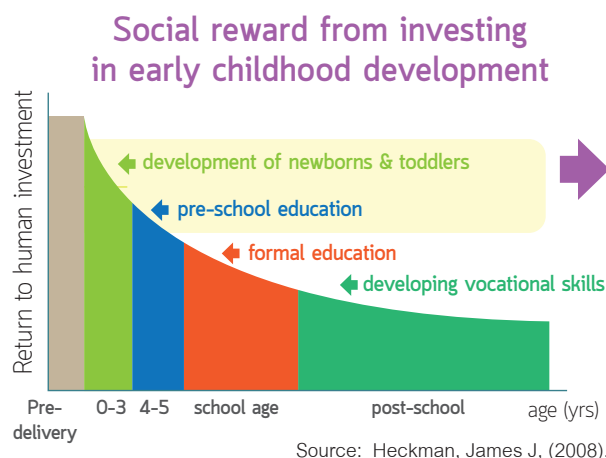 Social reward from investing
in early childhood development
Return to human investment
development of newborns & toddlers
pre-school education
formal education
developing vocational skills
Pre-
delivery
0–3
4–5
school age
post-school
age (yrs)
Source: Heckman, James J, (2008).